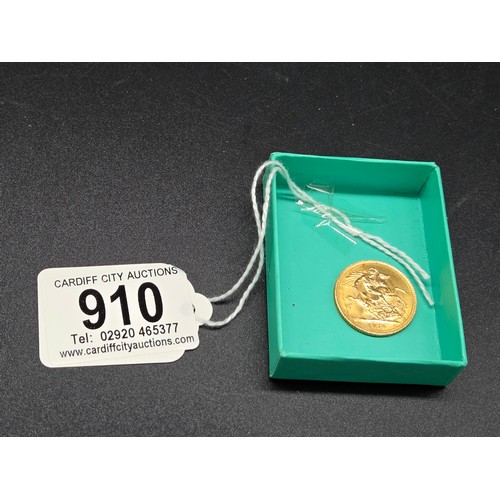 CARDIFF CITY AUCTIONS
910
Tel: 02920 465377
www.cardiffcityauctions.com